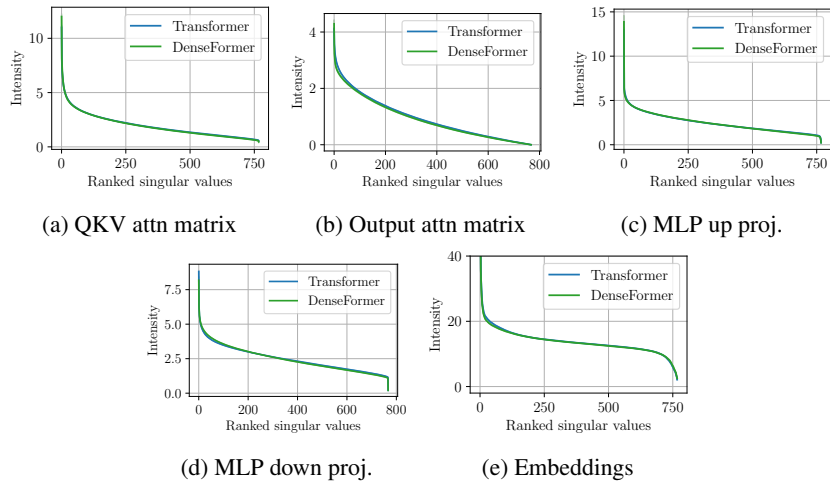 Intensity
10
5
0
Transformer
DenseFormer
0
250
500
750
Ranked singular values
(a) QKV attn matrix
Intensity
4
2
0
Transformer
DenseFormer
0
200
400
600
800
Ranked singular values
(b) Output attn matrix
Intensity
15
10
5
0
Transformer
DenseFormer
0
250
500
750
Ranked singular values
(c) MLP up proj.
Intensity
7.5
5.0
2.5
0.0
Transformer
DenseFormer
0
200
400
600
800
Ranked singular values
(d) MLP down proj.
Intensity
40
20
0
Transformer
DenseFormer
0
250
500
750
Ranked singular values
(e) Embeddings